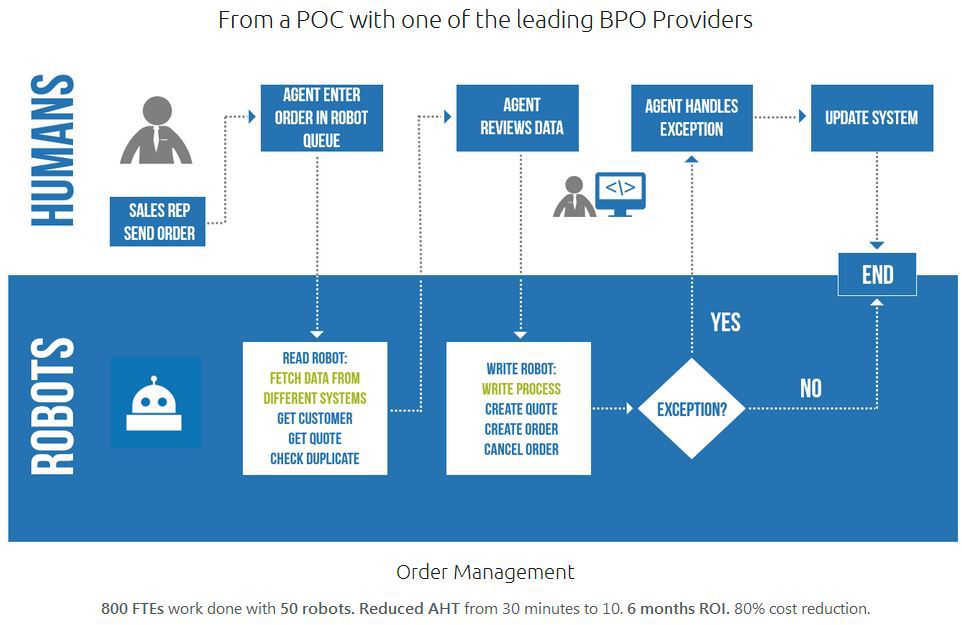 From a POC with one of the leading BPO Providers
HUMANS
SALES REP
SEND ORDER
AGENT ENTER
ORDER IN ROBOT
QUEUE
AGENT
REVIEWS DATA
</>
AGENT HANDLES
EXCEPTION
UPDATE SYSTEM
END
ROBOTS
READ ROBOT:
FETCH DATA FROM
DIFFERENT SYSTEMS
GET CUSTOMER
GET QUOTE
CHECK DUPLICATE
WRITE ROBOT:
WRITE PROCESS
CREATE QUOTE
CREATE ORDER
CANCEL ORDER
EXCEPTION?
YES
NO
Order Management
800 FTEs work done with 50 robots. Reduced AHT from 30 minutes to 10. 6 months ROI. 80% cost reduction.